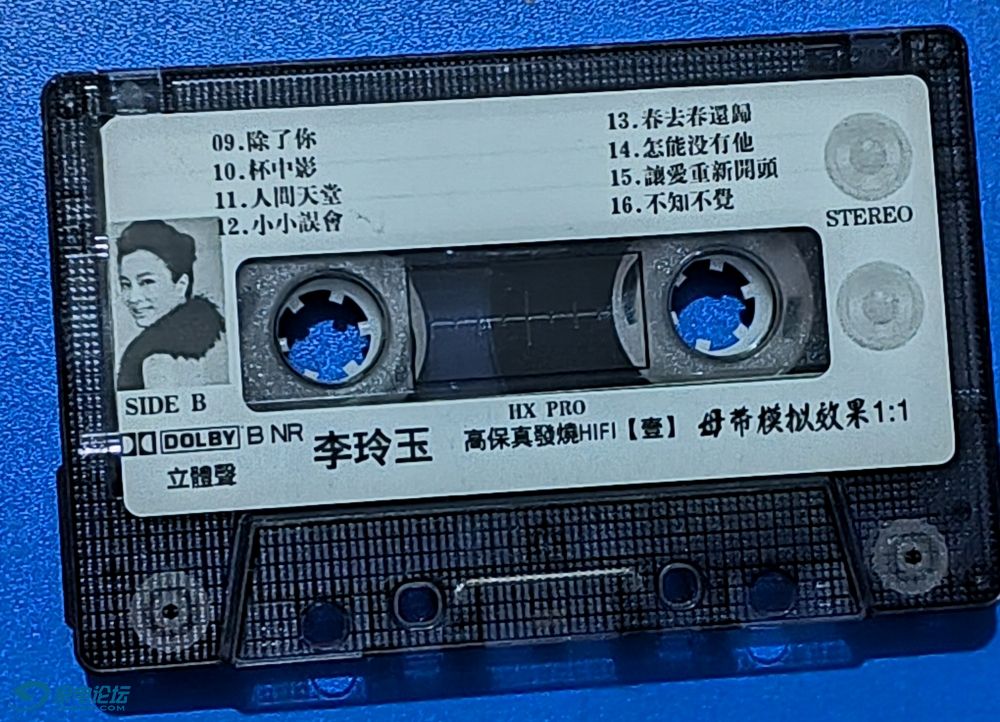 09.除了你
10.杯中影
11.人間天堂
12.小小誤會
13.春去春還歸
14.怎能没有他
15.讓愛重新開頭
16.不知不覺
STEREO
SIDE B
HX PRO
DOLBY B NR
李玲玉
高保真發燒HIFI【壹】
母带模拟效果1:1
立體聲
论坛